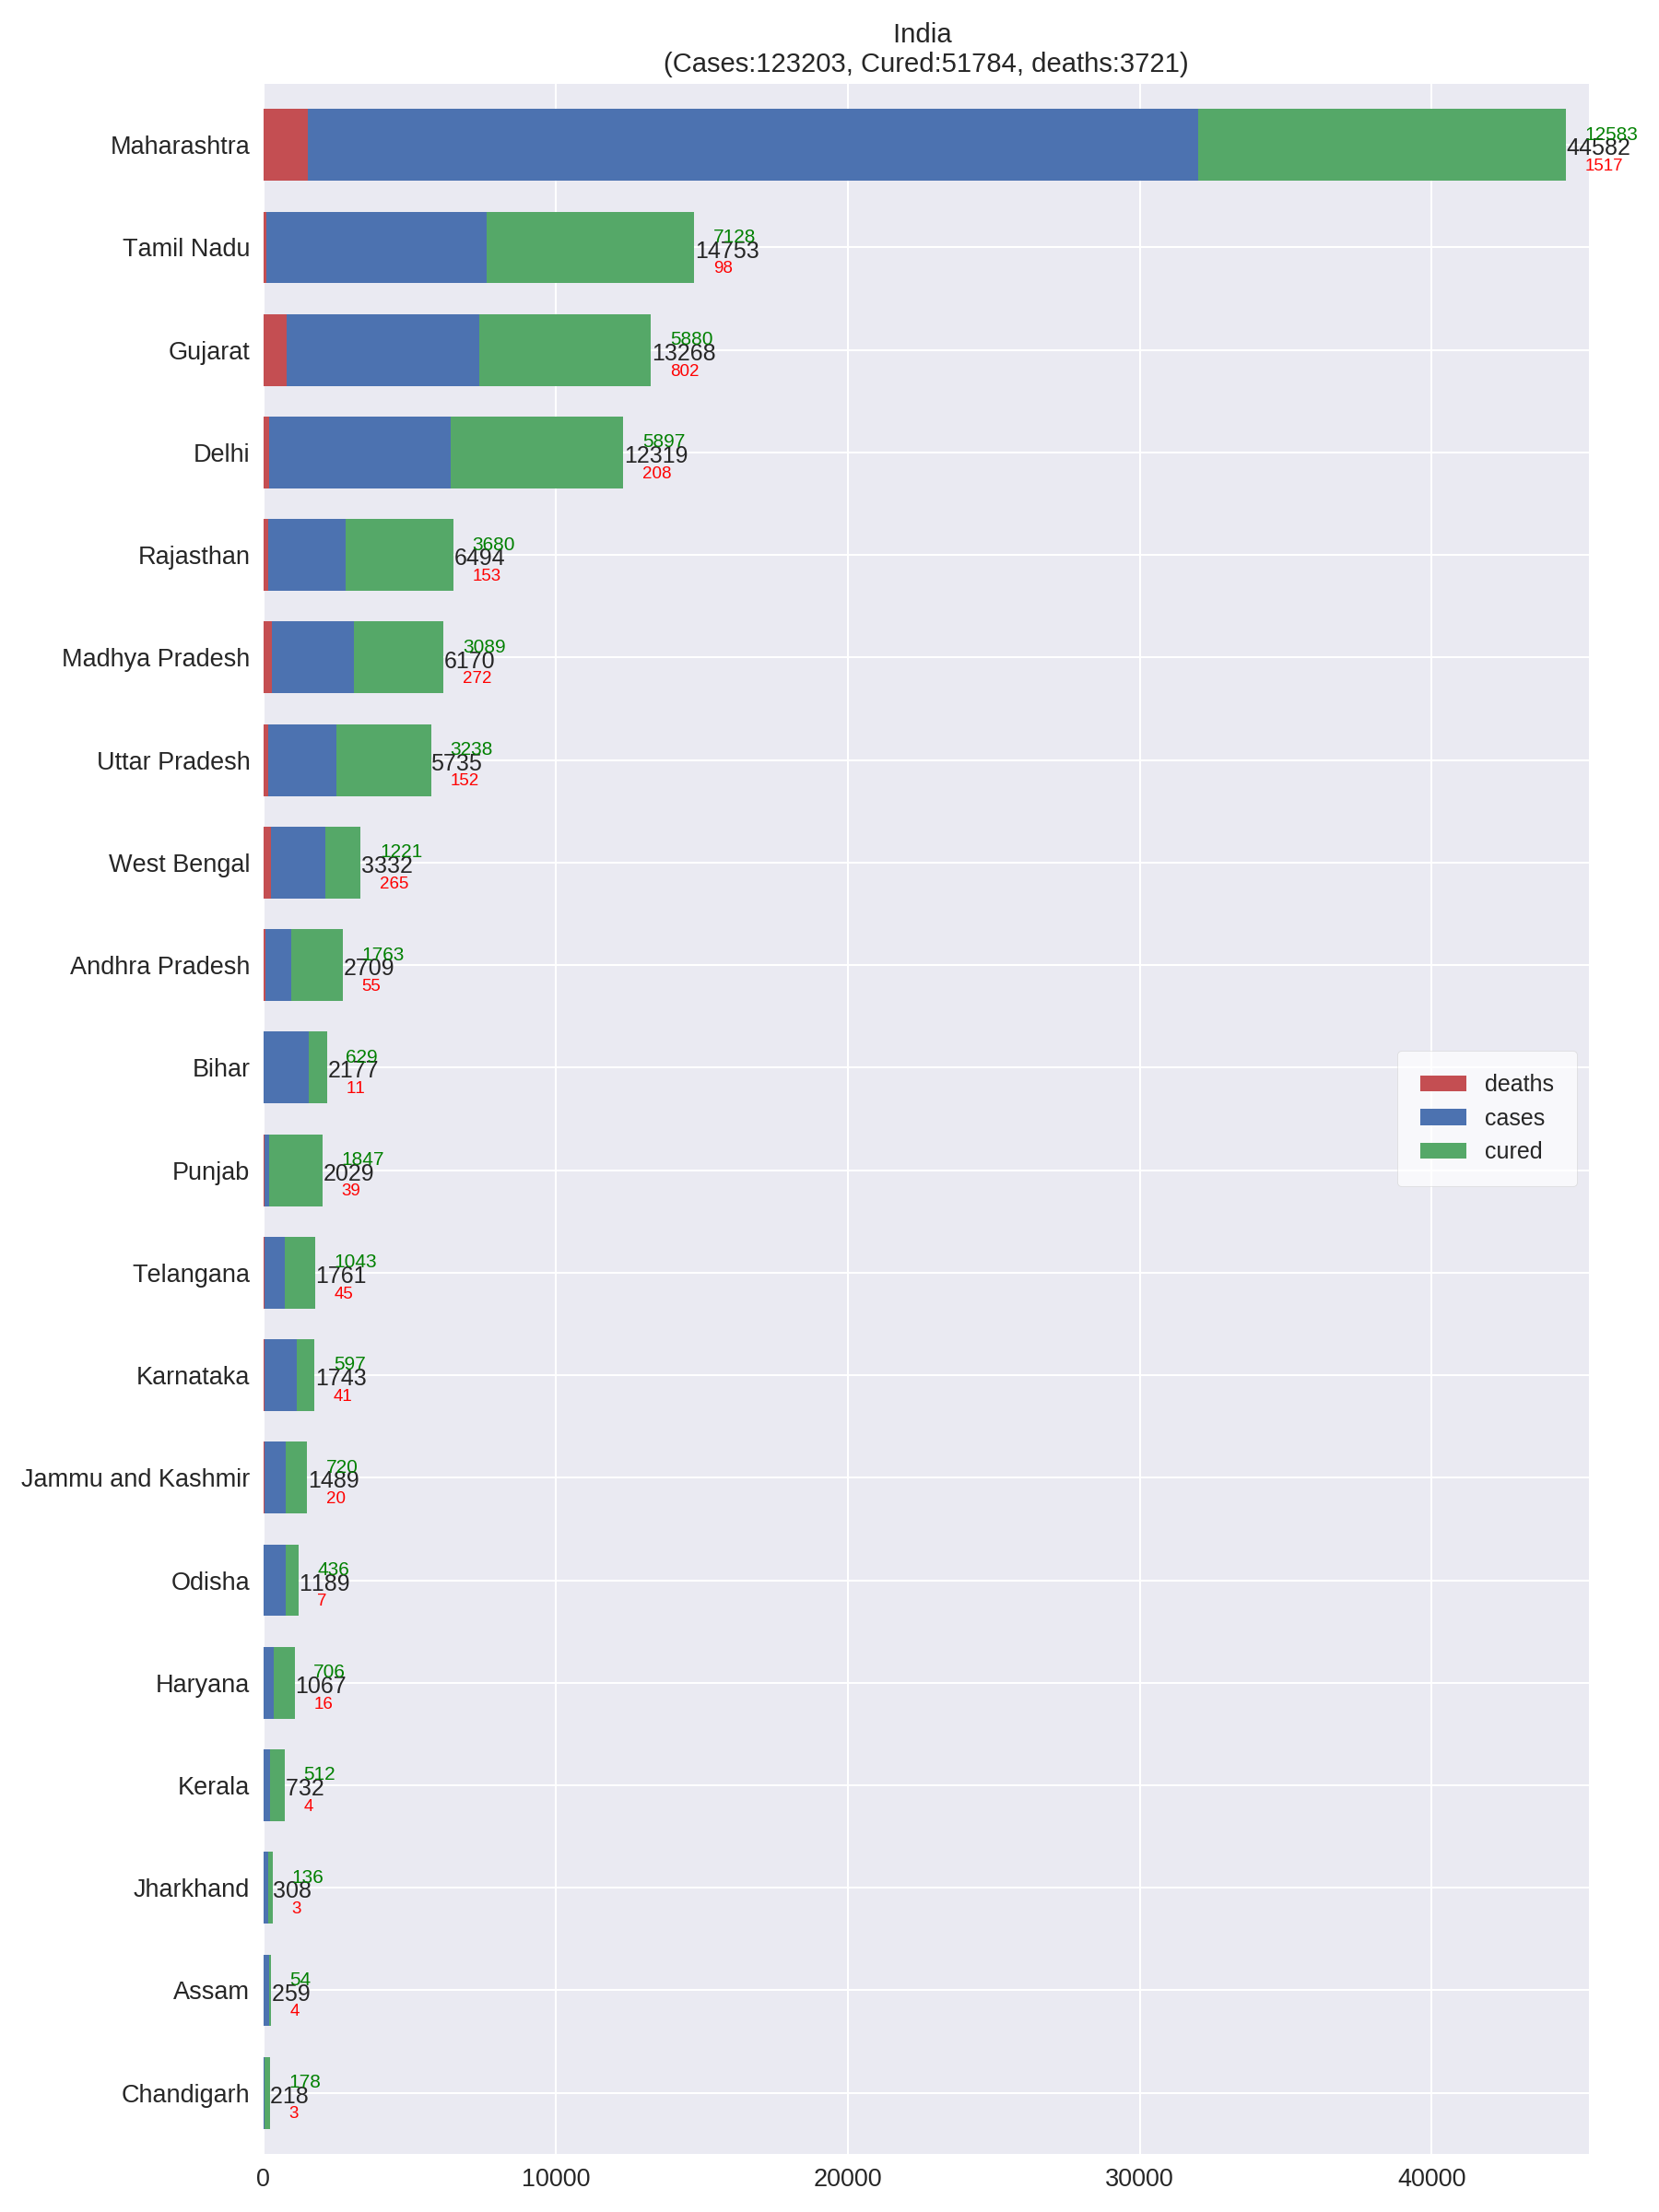 India
(Cases:123203, Cured:51784, deaths:3721)
Maharashtra
12583
44582
1517
Tamil Nadu
7128
14753
98
Gujarat
5880
13268
802
Delhi
5897
12319
208
Rajasthan
3680
6494
153
Madhya Pradesh
3089
6170
272
Uttar Pradesh
3238
5735
152
West Bengal
1221
3332
265
Andhra Pradesh
1763
2709
55
Bihar
629
2177
11
Punjab
1847
2029
39
Telangana
1043
1761
45
Karnataka
597
1743
41
Jammu and Kashmir
720
1489
20
Odisha
436
1189
7
Haryana
706
1067
16
Kerala
512
732
4
Jharkhand
136
308
3
Assam
54
259
4
Chandigarh
178
218
3
deaths
cases
cured
0 10000 20000 30000 40000